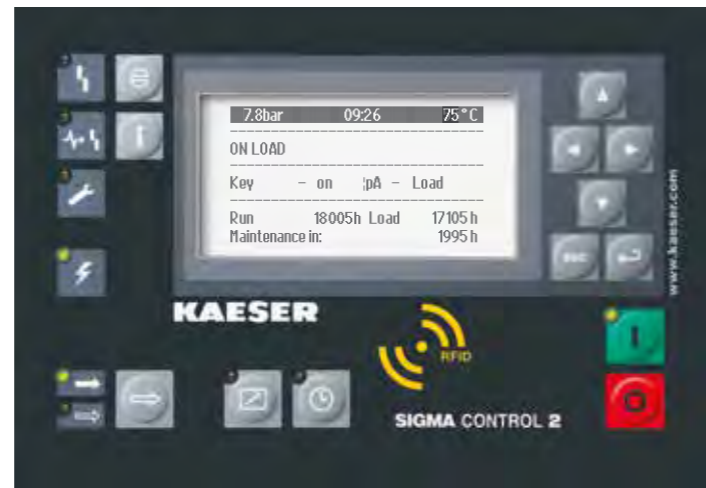 7.8bar 09:26 75°C
ON LOAD
Key - on ¦pA - Load
Run 18005h Load 17105h
Maintenance in: 1995h
esc
www.kaeser.com
KAESER
RFID
I
SIGMA CONTROL 2